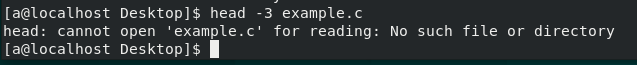 [a@localhost Desktop]$ head -3 example.c
head: cannot open 'example.c' for reading: No such file or directory
[a@localhost Desktop]$